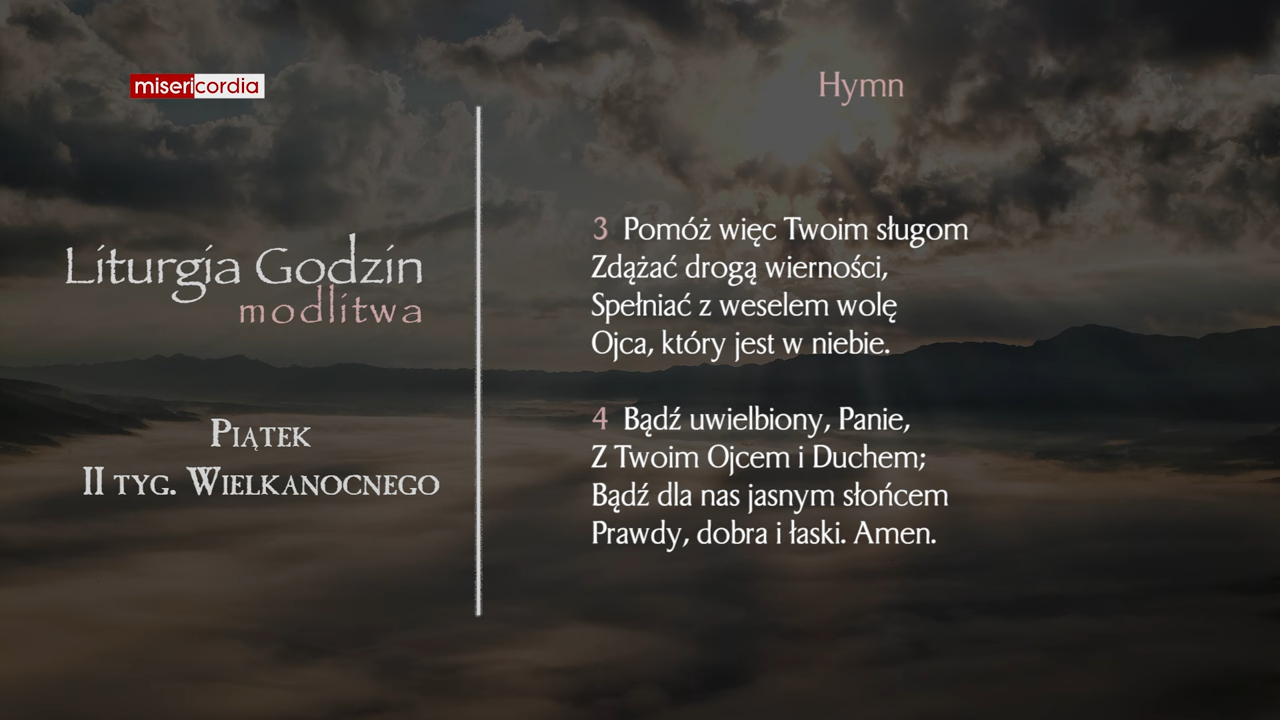 misericordia
Liturgia Godzin
modlitwa
Piątek
II tyg. Wielkanocnego
Hymn
3 Pomóż więc Twoim sługom
Zdążać drogą wierności,
Spełniać z weselem wolę
Ojca, który jest w niebie.
4 Bądź uwielbiony, Panie,
Z Twoim Ojcem i Duchem;
Bądź dla nas jasnym słońcem
Prawdy, dobra i łaski. Amen.